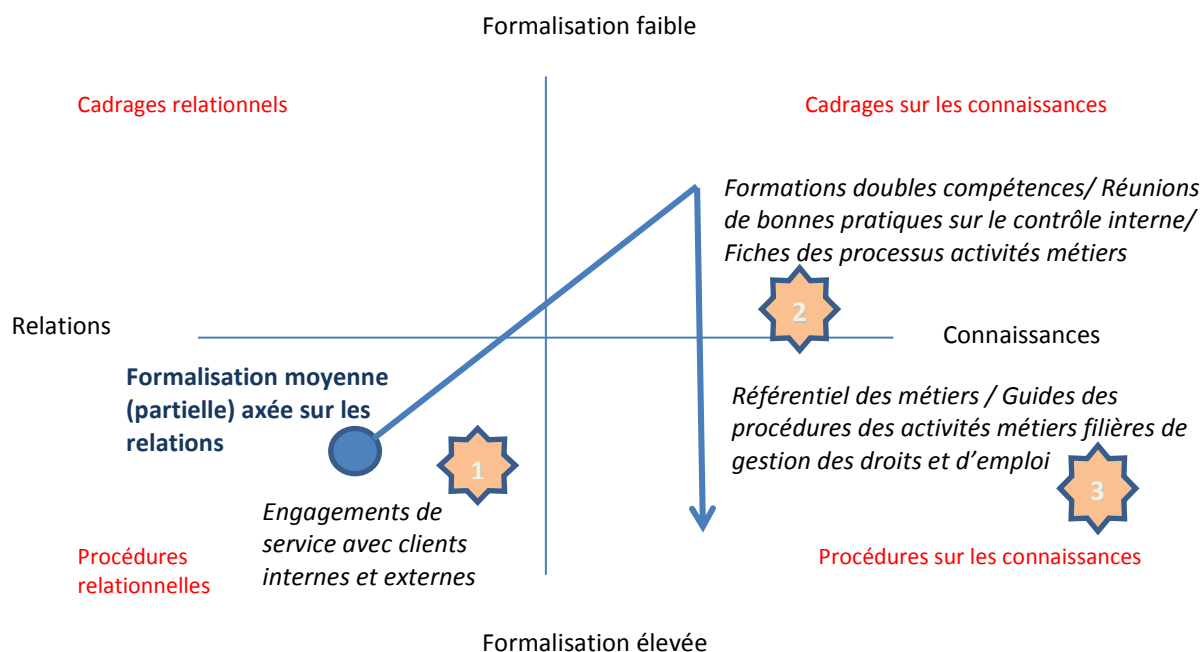 Formalisation faible
Cadrages relationnels
Cadrages sur les connaissances
Formations doubles compétences/ Réunions
de bonnes pratiques sur le contrôle interne/
Fiches des processus activités métiers
2
Relations
Connaissances
Formalisation moyenne
(partielle) axée sur les
relations
1
Référentiel des métiers / Guides des
procédures des activités métiers filières de
gestion des droits et d’emploi
3
Engagements de
service avec clients
internes et externes
Procédures
relationnelles
Procédures sur les connaissances
Formalisation élevée